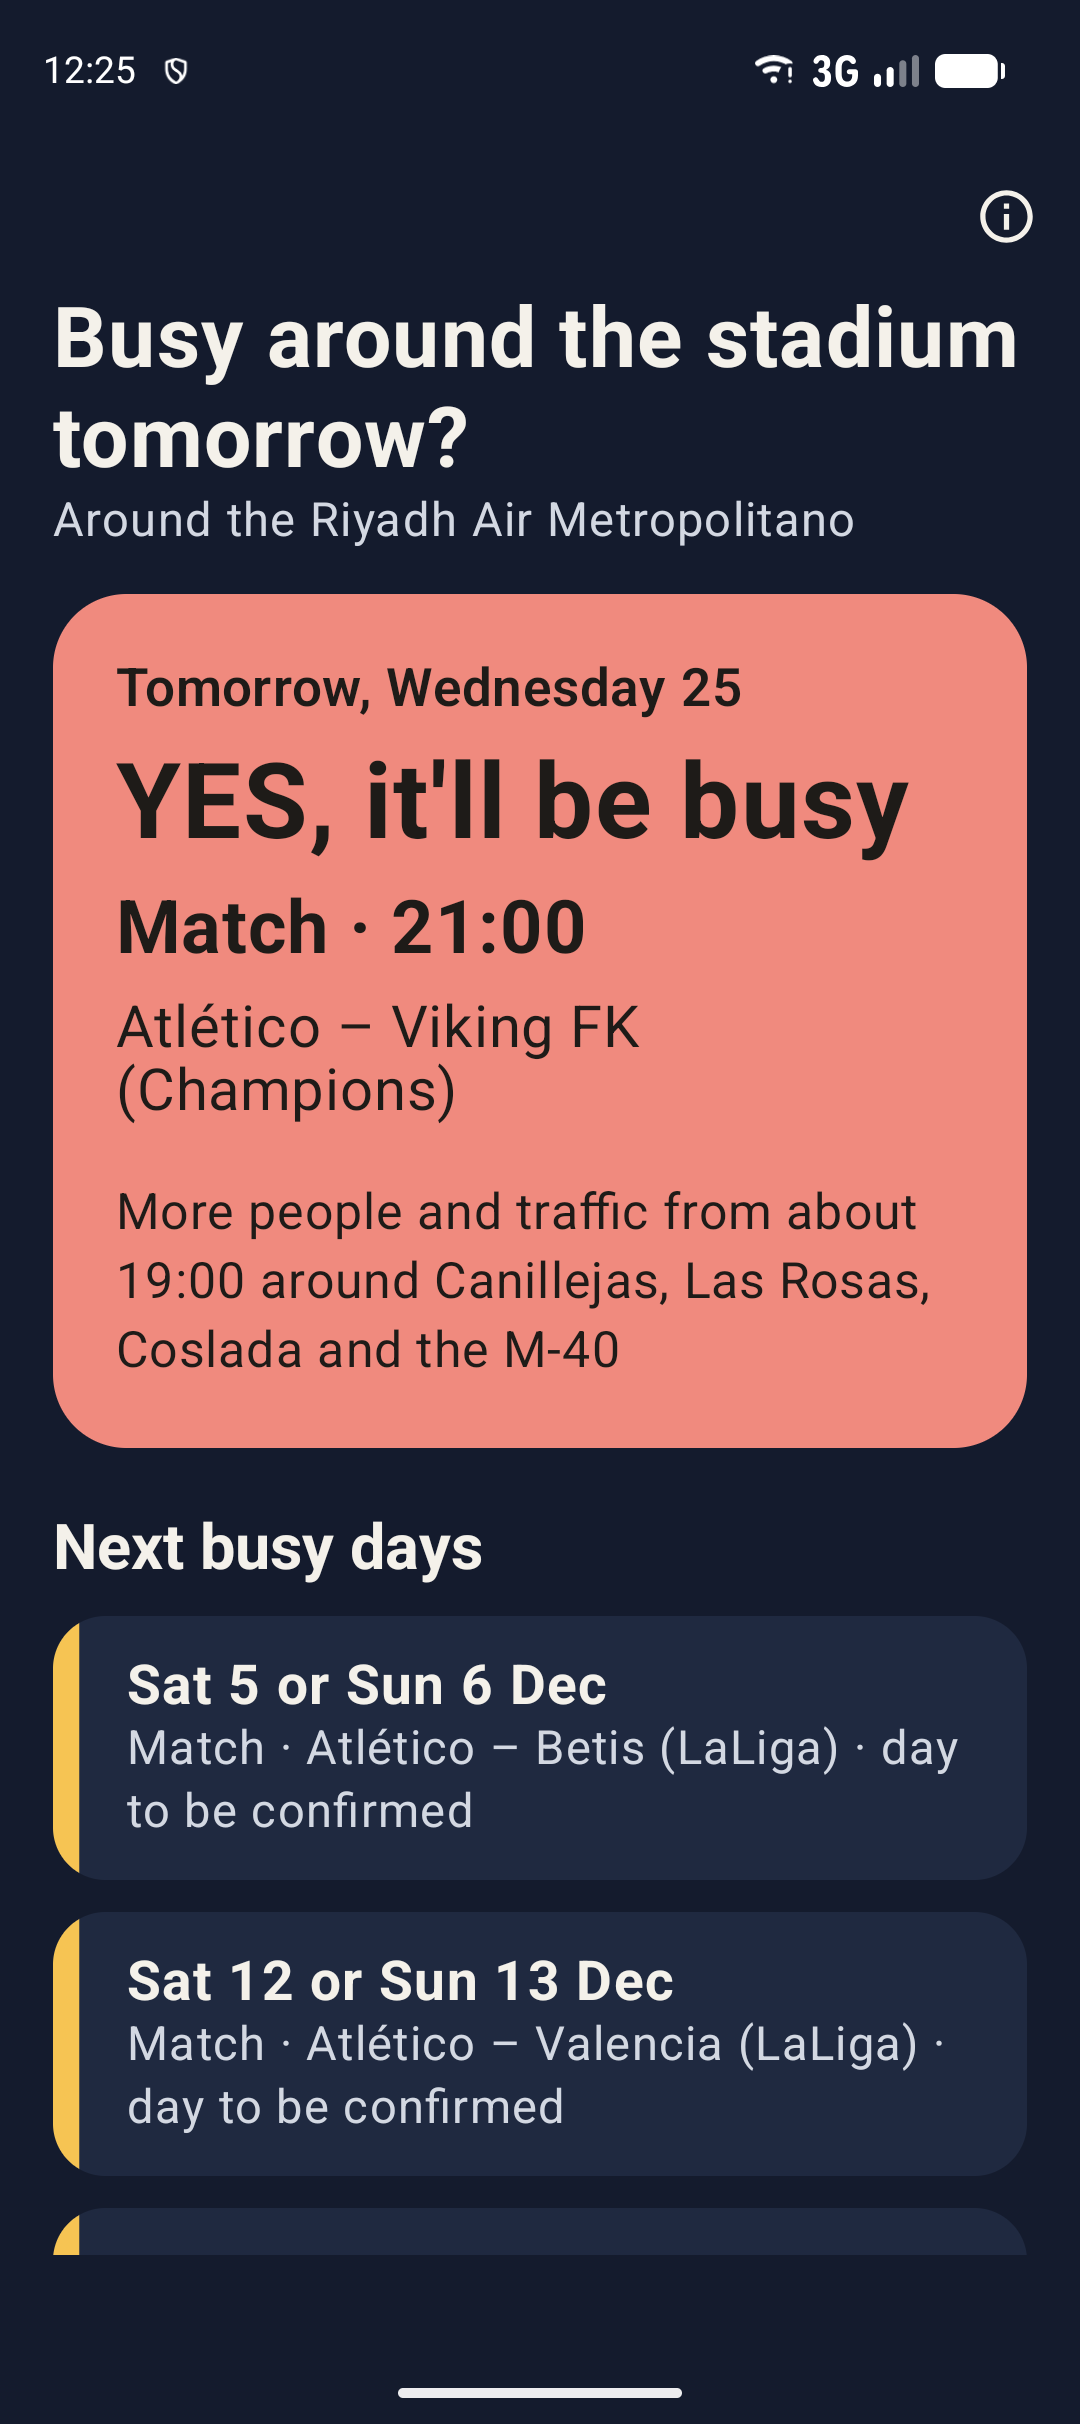 12:25
3G
Busy around the stadium
tomorrow?
Around the Riyadh Air Metropolitano
Tomorrow, Wednesday 25
YES, it'll be busy
Match · 21:00
Atlético – Viking FK
(Champions)
More people and traffic from about
19:00 around Canillejas, Las Rosas,
Coslada and the M-40
Next busy days
Sat 5 or Sun 6 Dec
Match · Atlético – Betis (LaLiga) · day
to be confirmed
Sat 12 or Sun 13 Dec
Match · Atlético – Valencia (LaLiga) ·
day to be confirmed